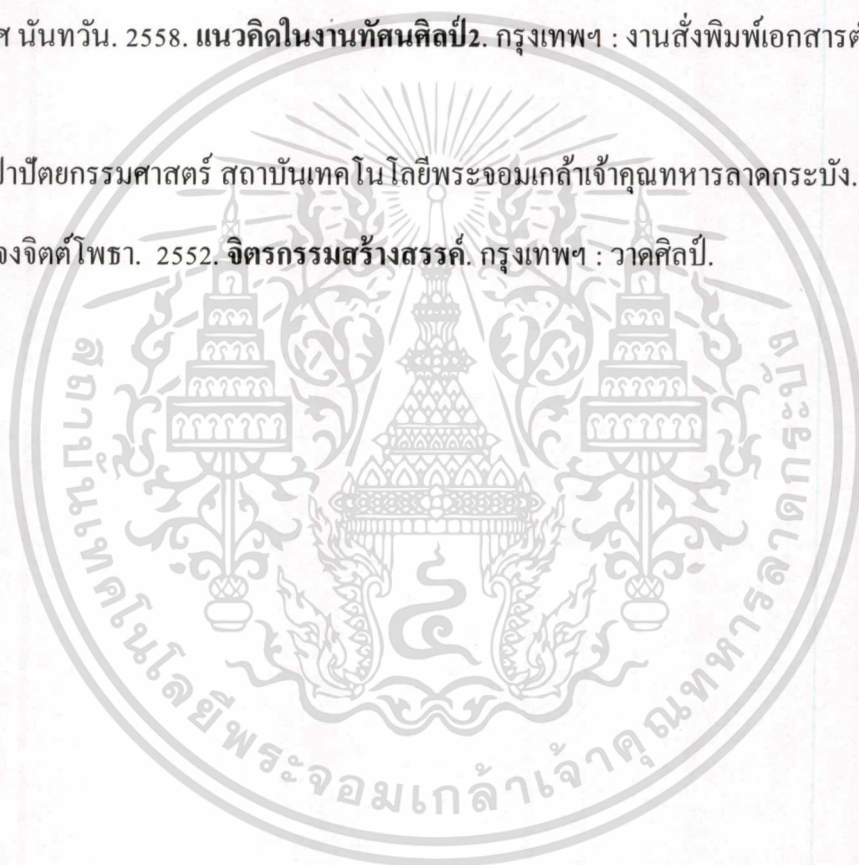 ศ นันทวัน. 2558. แนวคิดในงานทัศนศิลป์2. กรุงเทพฯ : งานสั่งพิมพ์เอกสารต
ปาปัตยกรรมศาสตร์ สถาบันเทคโนโลยีพระจอมเกล้าเจ้าคุณทหารลาดกระบัง.
จงจิตต์โพธา. 2552. จิตรกรรมสร้างสรรค์. กรุงเทพฯ : วาดศิลป์.
สถาบันเทคโนโลยีพระจอมเกล้าเจ้าคุณทหารลาดกระบัง
๔